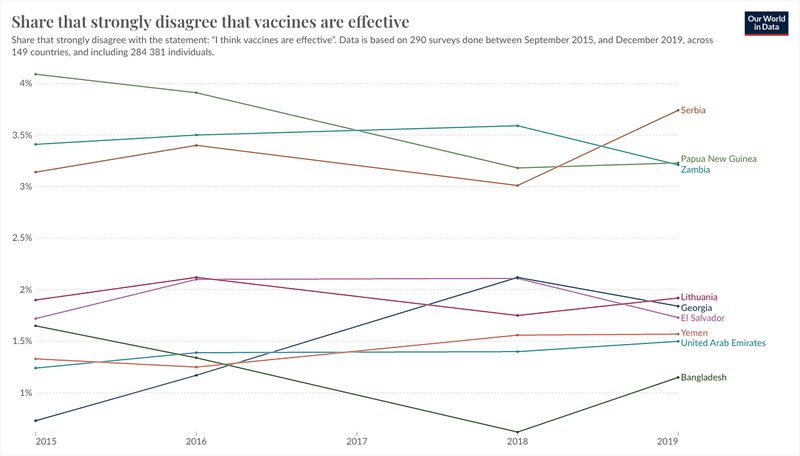 Share that strongly disagree that vaccines are effective
Our World
in Data
Share that strongly disagree with the statement: "I think vaccines are effective". Data is based on 290 surveys done between September 2015, and December 2019, across
149 countries, and including 284 381 individuals.
4%
3.5%
3%
2.5%
2%
1.5%
1%
Serbia
Papua New Guinea
Zambia
Lithuania
Georgia
El Salvador
Yemen
United Arab Emirates
Bangladesh
2015
2016
2017
2018
2019